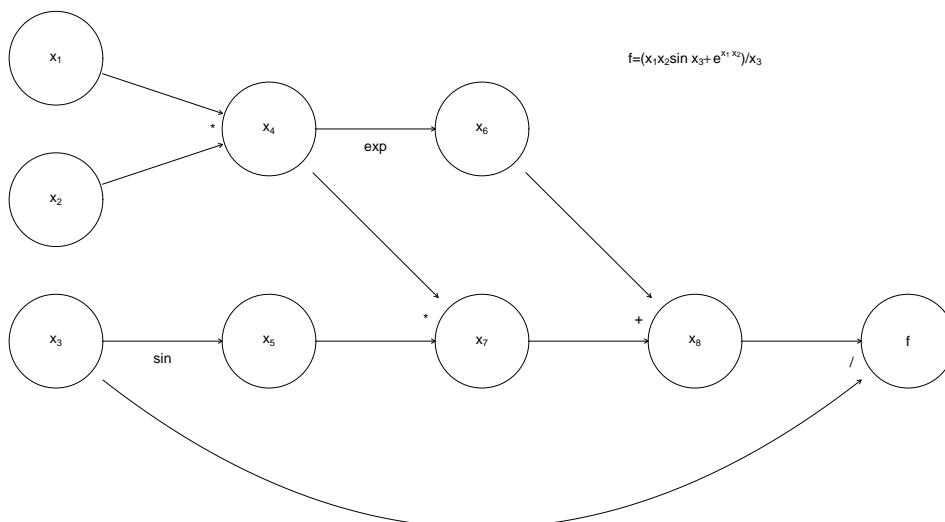 x₁
f=(x₁x₂sin x₃+e^{x₁ x₂})/x₃
x₄
x₆
*
exp
x₂
x₃
x₅
x₇
x₈
f
*
+
sin
/